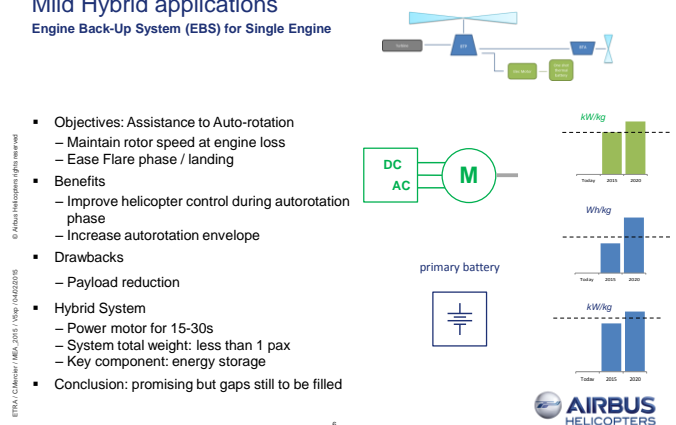 Mild Hybrid applications
Engine Back-Up System (EBS) for Single Engine
Objectives: Assistance to Auto-rotation
– Maintain rotor speed at engine loss
– Ease Flare phase / landing
Benefits
– Improve helicopter control during autorotation
phase
– Increase autorotation envelope
Drawbacks
– Payload reduction
Hybrid System
– Power motor for 15-30s
– System total weight: less than 1 pax
– Key component: energy storage
Conclusion: promising but gaps still to be filled
DC
AC
M
primary battery
kW/kg
Today 2015 2020
Wh/kg
Today 2015 2020
kW/kg
Today 2015 2020
© Airbus Helicopters rights reserved
AIRBUS
HELICOPTERS